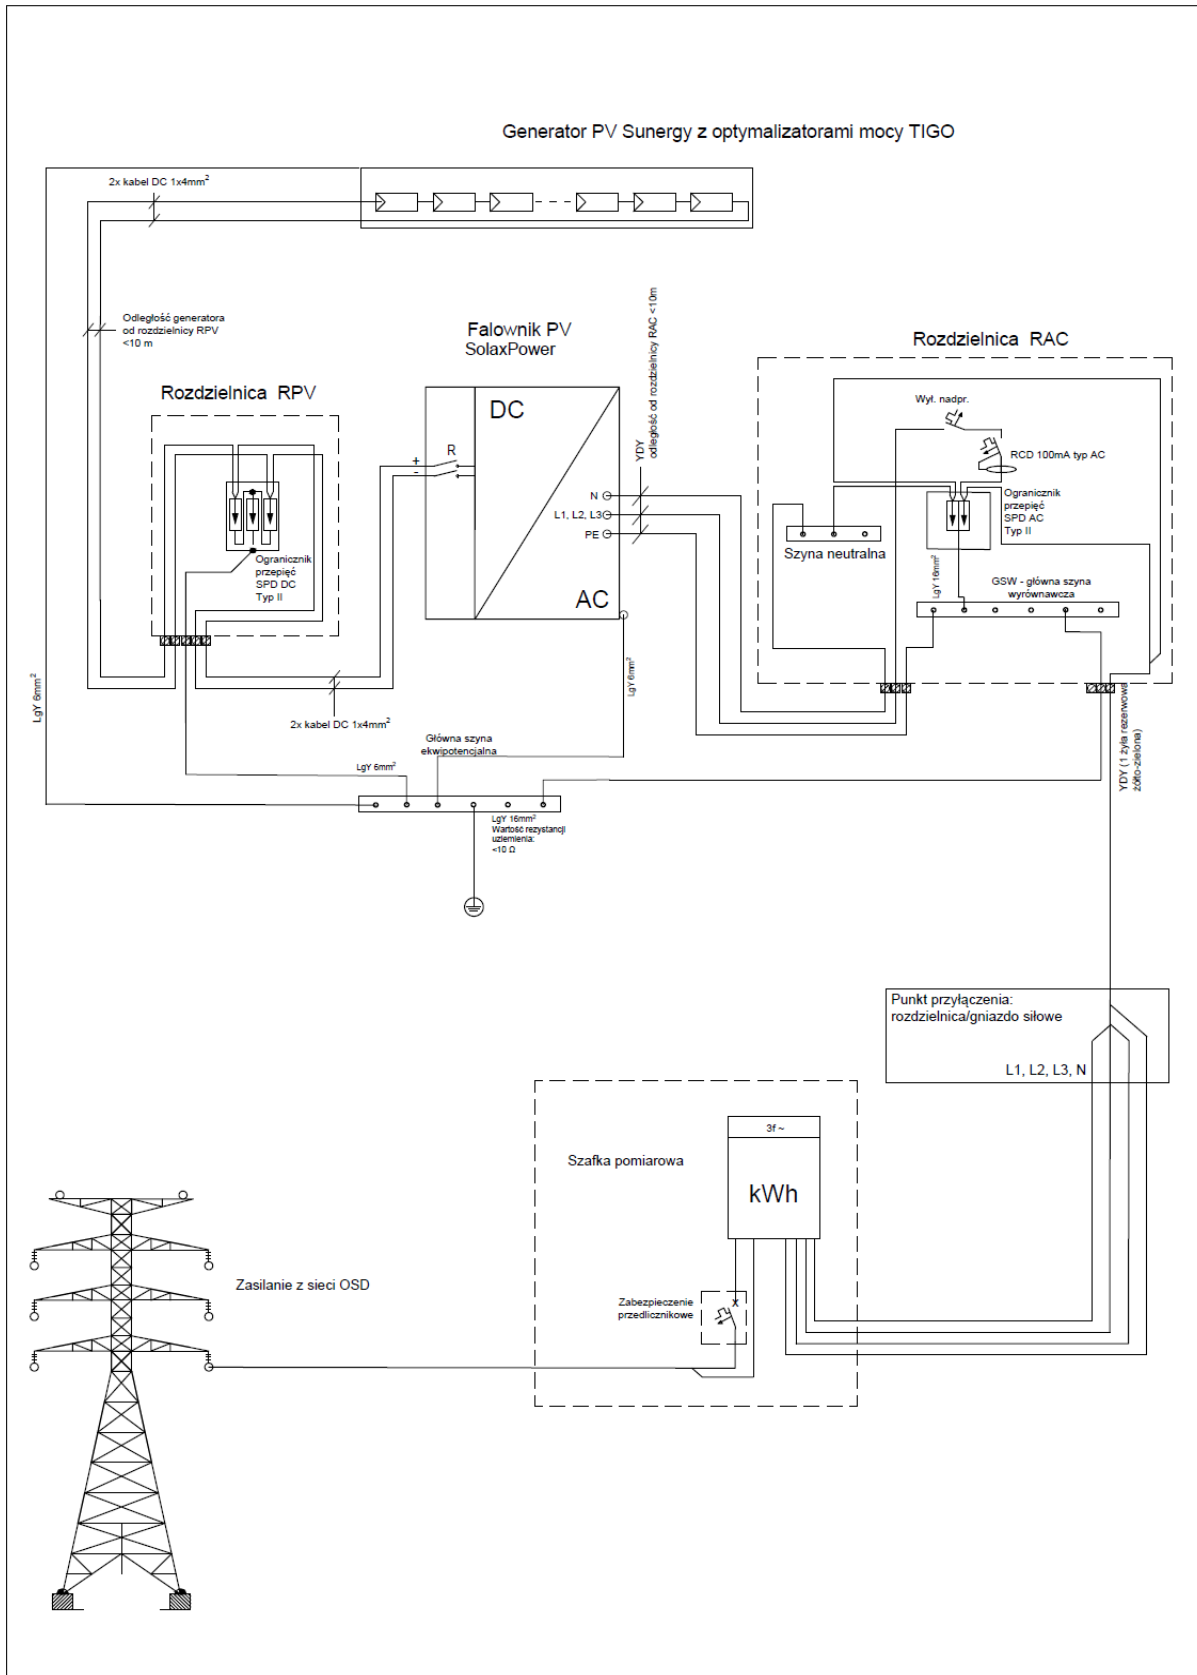 Generator PV Sunergy z optymalizatorami mocy TIGO
2x kabel DC 1x4mm²
Odległość generatora
od rozdzielnicy RPV
<10 m
Falownik PV
SolaxPower
YDY
odległość od rozdzielnicy RAC <10m
Rozdzielnica RAC
Rozdzielnica RPV
DC
R
+
-
N
L1, L2, L3
PE
AC
Wył. nadpr.
RCD 100mA typ AC
Ogranicznik
przepięć
SPD AC
Typ II
Szyna neutralna
LgY 16mm²
GSW - główna szyna
wyrównawcza
Ogranicznik
przepięć
SPD DC
Typ II
LgY 6mm²
2x kabel DC 1x4mm²
LgY 6mm²
Główna szyna
ekwipotencjalna
LgY 6mm²
YDY (1 żyła rezerwowa
żółto-zielona)
LgY 16mm²
Wartość rezystancji
uziemienia:
<10 Ω
Punkt przyłączenia:
rozdzielnica/gniazdo siłowe
L1, L2, L3, N
3f ~
Szafka pomiarowa
kWh
Zasilanie z sieci OSD
Zabezpieczenie
przedlicznikowe